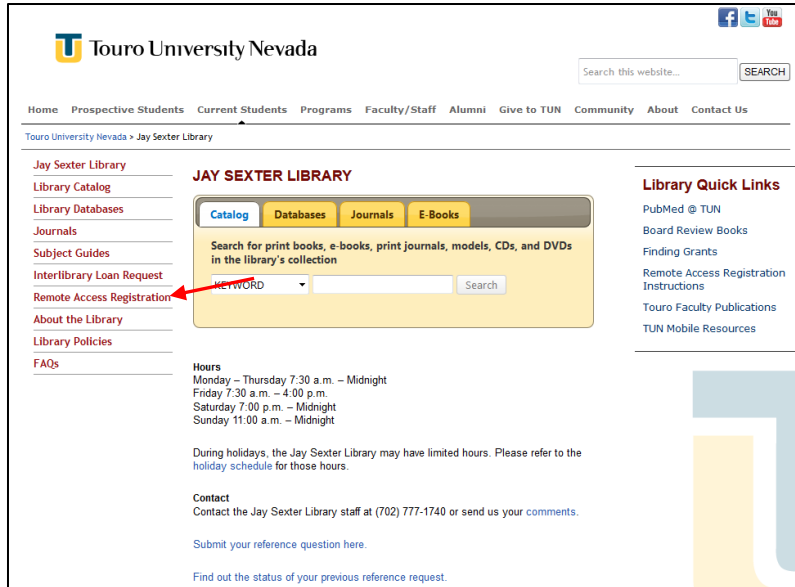 You Tube
Touro University Nevada
Search this website... SEARCH
Home Prospective Students Current Students Programs Faculty/Staff Alumni Give to TUN Community About Contact Us
Touro University Nevada > Jay Sexter Library
Jay Sexter Library
Library Catalog
Library Databases
Journals
Subject Guides
Interlibrary Loan Request
Remote Access Registration
About the Library
Library Policies
FAQs
JAY SEXTER LIBRARY
Catalog Databases Journals E-Books
Search for print books, e-books, print journals, models, CDs, and DVDs
in the library's collection
KEYWORD Search
Hours
Monday – Thursday 7:30 a.m. – Midnight
Friday 7:30 a.m. – 4:00 p.m.
Saturday 7:00 p.m. – Midnight
Sunday 11:00 a.m. – Midnight
During holidays, the Jay Sexter Library may have limited hours. Please refer to the
holiday schedule for those hours.
Contact
Contact the Jay Sexter Library staff at (702) 777-1740 or send us your comments.
Submit your reference question here.
Find out the status of your previous reference request.
Library Quick Links
PubMed @ TUN
Board Review Books
Finding Grants
Remote Access Registration
Instructions
Touro Faculty Publications
TUN Mobile Resources